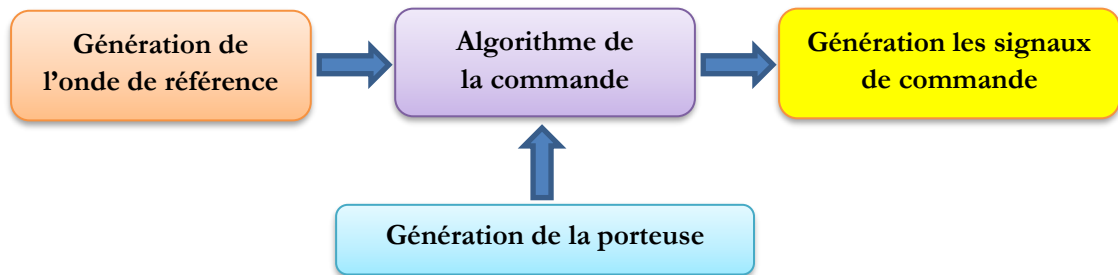 Génération de
l'onde de référence
Algorithme de
la commande
Génération les signaux
de commande
Génération de la porteuse